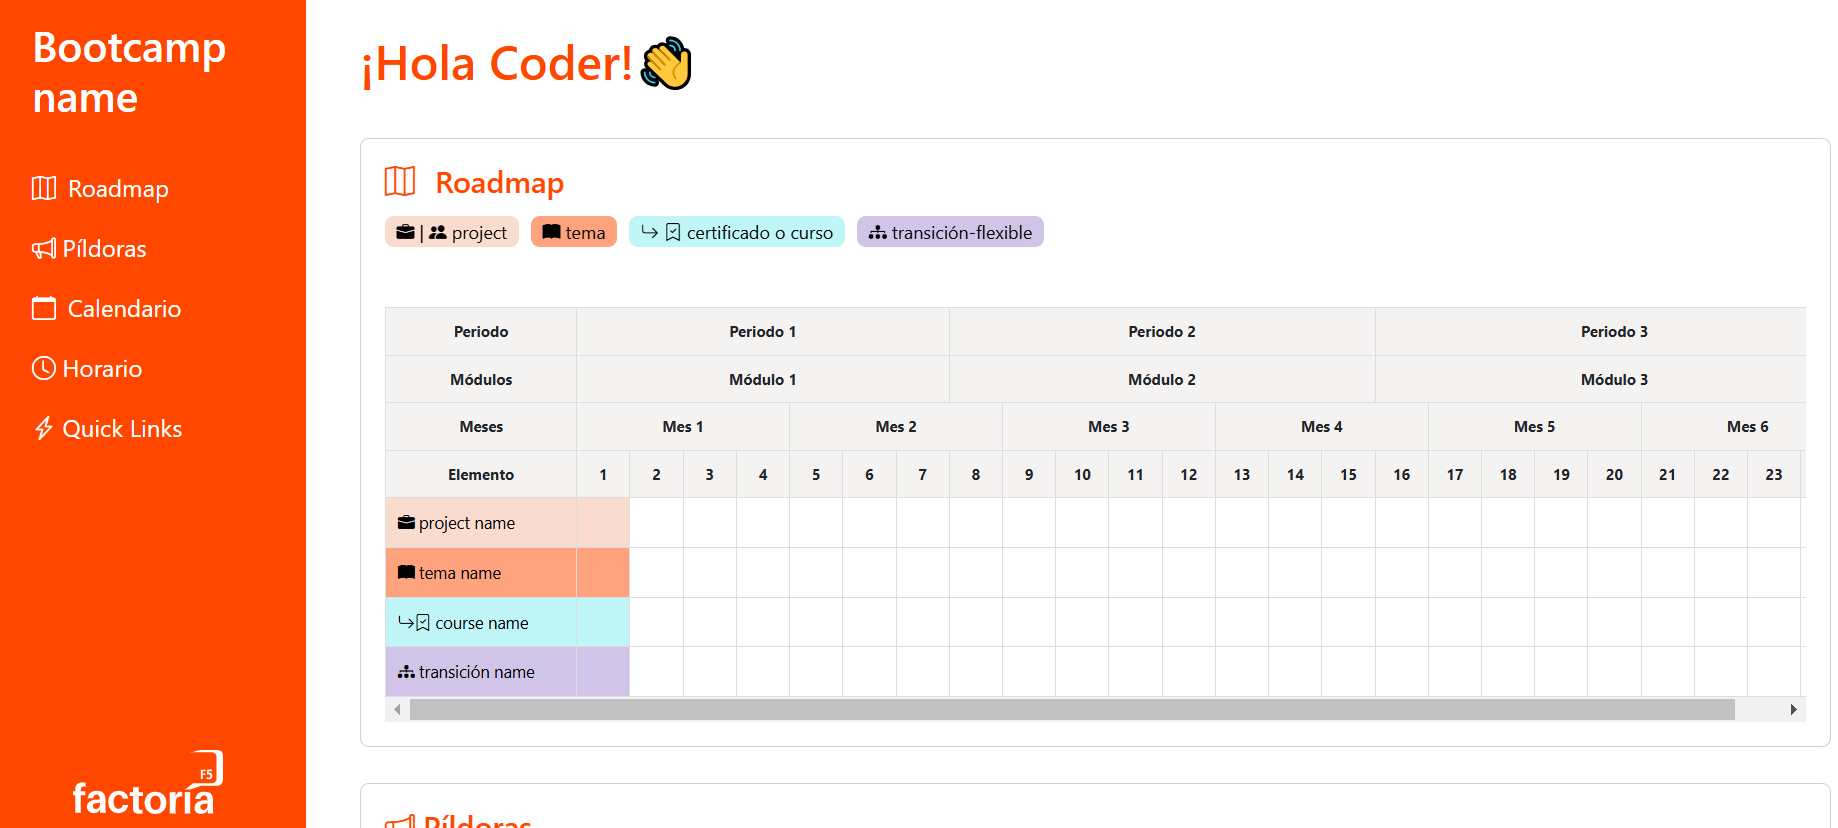 Bootcamp
name
Roadmap
Píldoras
Calendario
Horario
Quick Links
factoría
F5
¡Hola Coder!
Roadmap
| project
tema
certificado o curso
transición-flexible
Periodo Periodo 1 Periodo 2 Periodo 3
Módulos Módulo 1 Módulo 2 Módulo 3
Meses Mes 1 Mes 2 Mes 3 Mes 4 Mes 5 Mes 6
Elemento 1 2 3 4 5 6 7 8 9 10 11 12 13 14 15 16 17 18 19 20 21 22 23
project name
tema name
course name
transición name
Píldoras